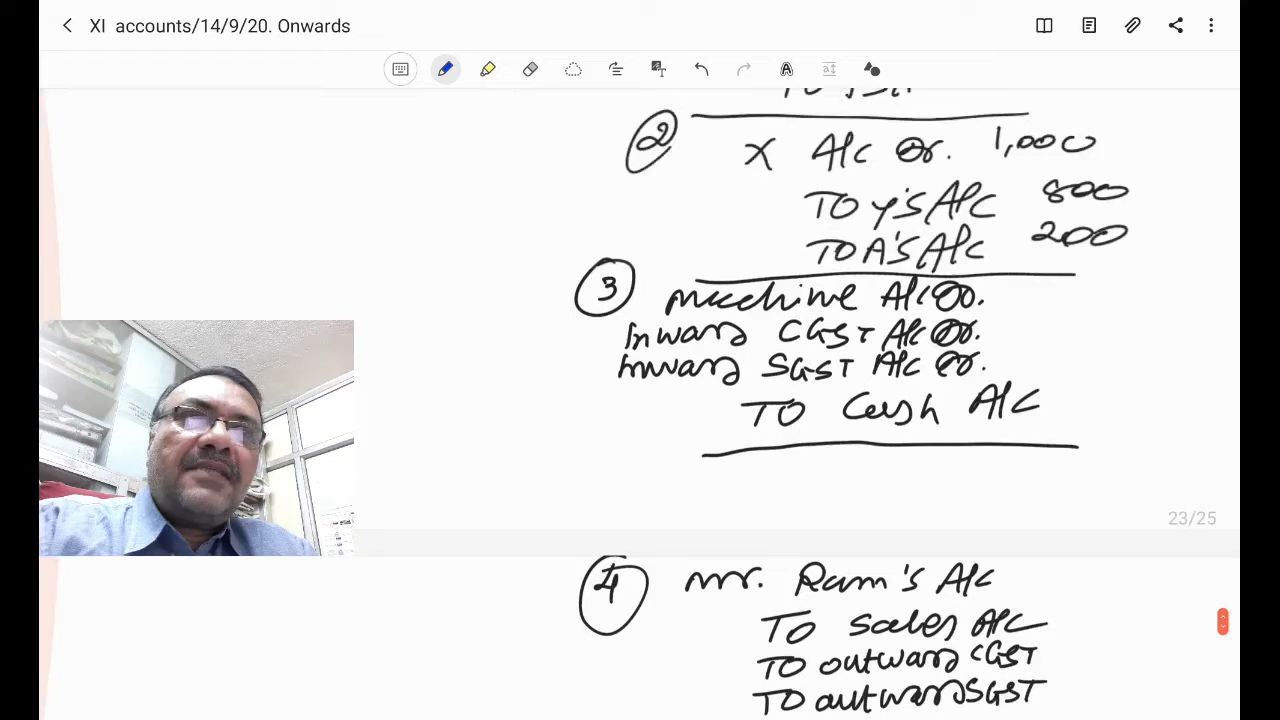 XI accounts/14/9/20. Onwards
② X A/c Dr. 1,000
TO Y's A/C 800
TO A's A/C 200
③ machine A/c Dr.
Inward CGST A/c Dr.
Inward SGST A/c Dr.
TO Cash A/C
23/25
④ mr. Ram's A/c
TO Sales A/C
TO outward CGST
TO outward SGST